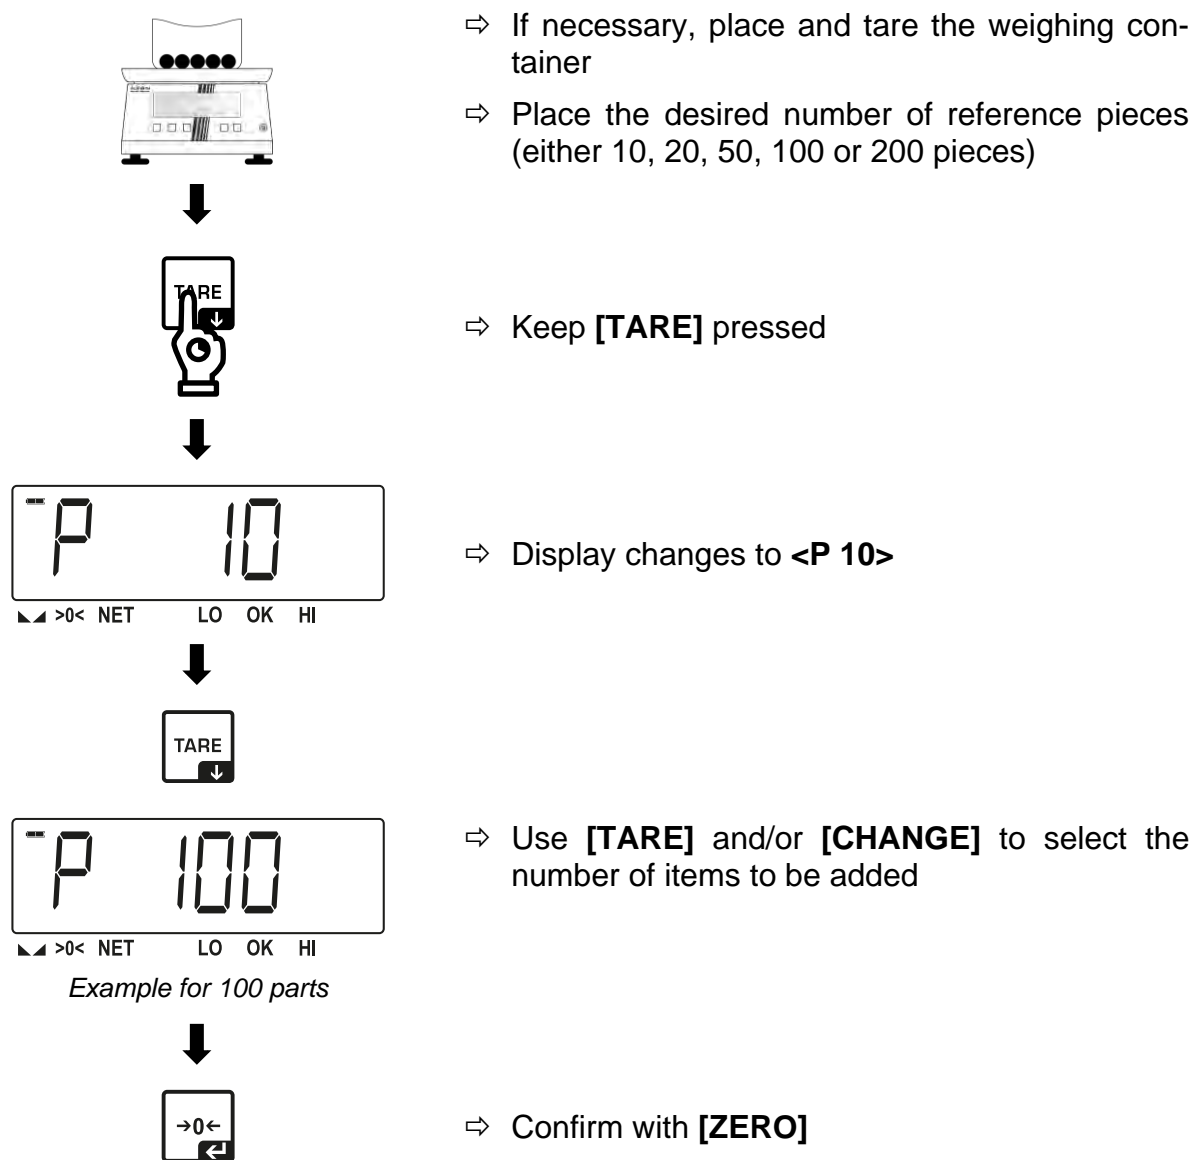 ⇨ If necessary, place and tare the weighing con-
tainer
⇨ Place the desired number of reference pieces
(either 10, 20, 50, 100 or 200 pieces)
TARE
⇨ Keep [TARE] pressed
P 10
>0< NET LO OK HI
⇨ Display changes to <P 10>
TARE
P 100
>0< NET LO OK HI
Example for 100 parts
⇨ Use [TARE] and/or [CHANGE] to select the
number of items to be added
→0←
⇨ Confirm with [ZERO]